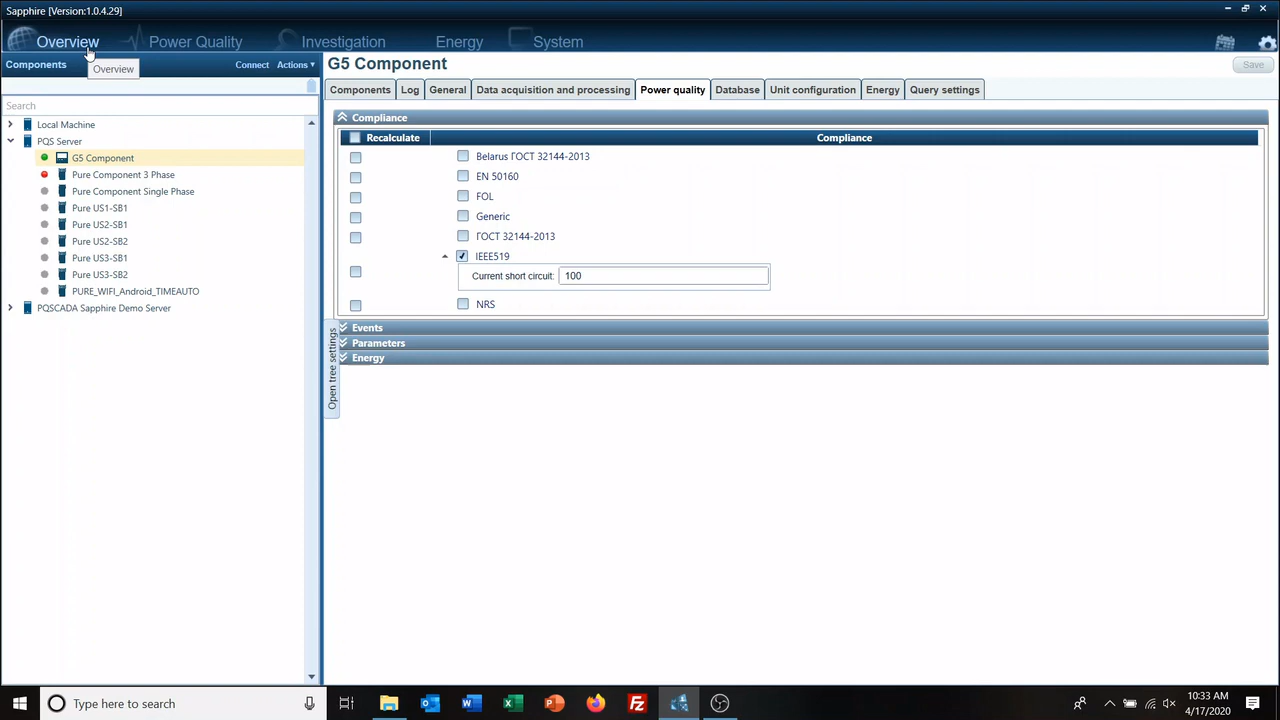 Sapphire [Version:1.0.4.29]
Overview Power Quality Investigation Energy System
Components Connect Actions
Overview
G5 Component
Save
Components Log General Data acquisition and processing Power quality Database Unit configuration Energy Query settings
Search
Local Machine
PQS Server
G5 Component
Pure Component 3 Phase
Pure Component Single Phase
Pure US1-SB1
Pure US2-SB1
Pure US2-SB2
Pure US3-SB1
Pure US3-SB2
PURE_WIFI_Android_TIMEAUTO
PQSCADA Sapphire Demo Server
Open tree settings
Compliance
Recalculate Compliance
Belarus ГОСТ 32144-2013
EN 50160
FOL
Generic
ГОСТ 32144-2013
IEEE519
Current short circuit: 100
NRS
Events
Parameters
Energy
Type here to search
10:33 AM
4/17/2020